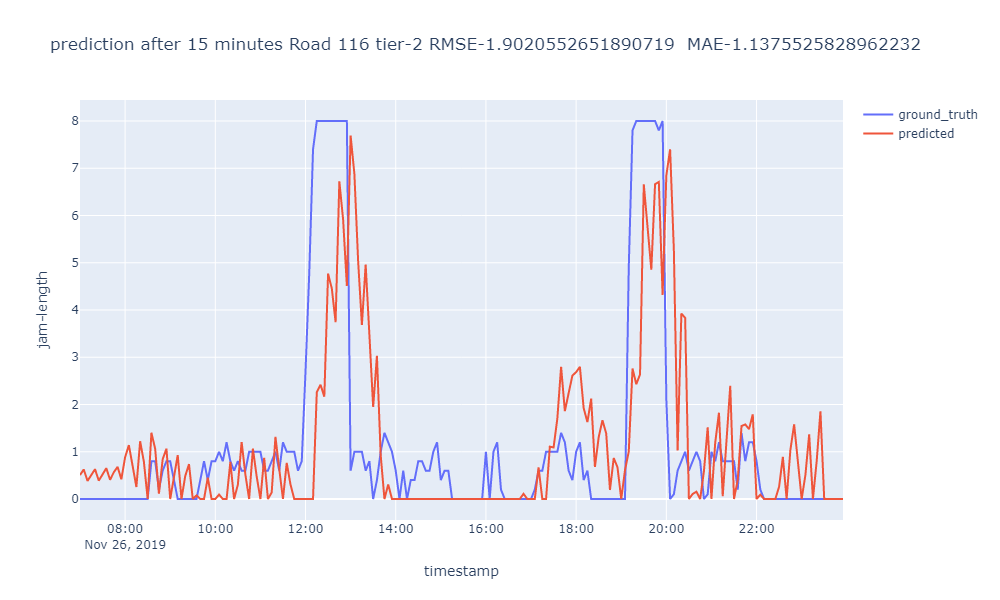 prediction after 15 minutes Road 116 tier-2 RMSE-1.9020552651890719 MAE-1.1375525828962232
ground_truth
predicted
8
7
6
5
4
3
2
1
0
jam-length
08:00 10:00 12:00 14:00 16:00 18:00 20:00 22:00
Nov 26, 2019
timestamp